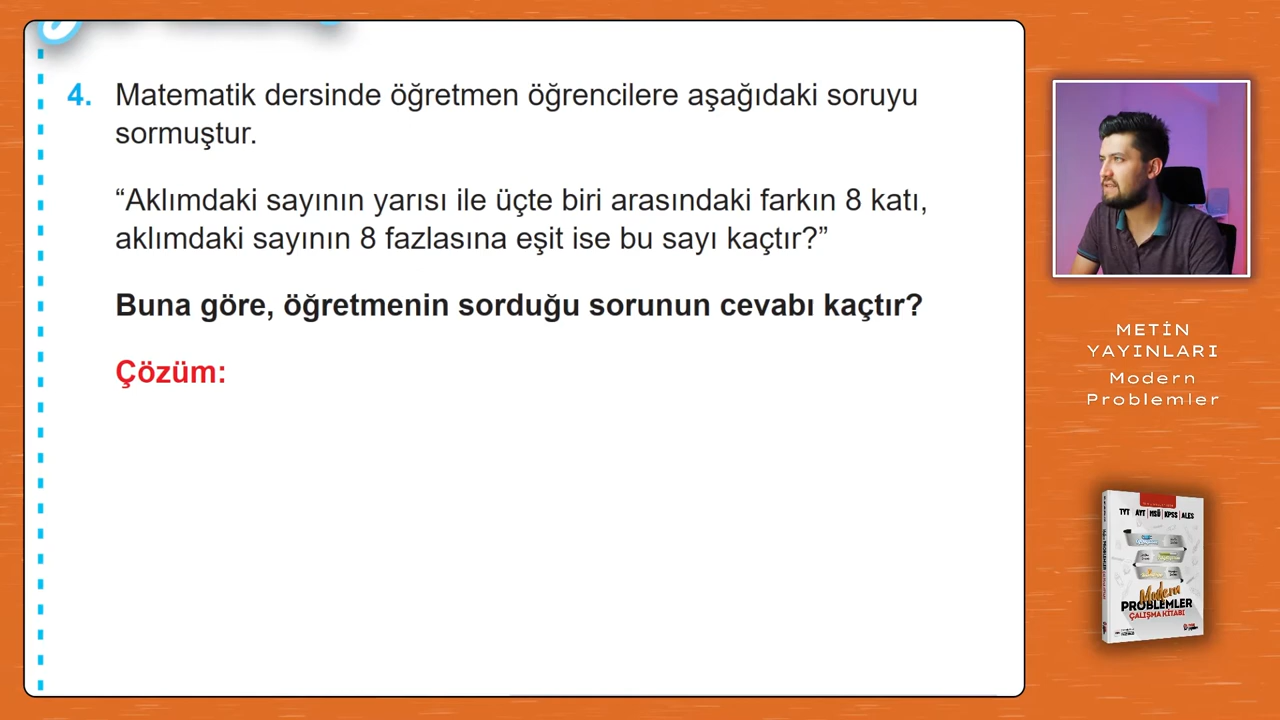 4. Matematik dersinde öğretmen öğrencilere aşağıdaki soruyu
sormuştur.
“Aklımdaki sayının yarısı ile üçte biri arasındaki farkın 8 katı,
aklımdaki sayının 8 fazlasına eşit ise bu sayı kaçtır?”
Buna göre, öğretmenin sorduğu sorunun cevabı kaçtır?
Çözüm:
METİN
YAYINLARI
Modern
Problemler
TYT AYT MSÜ KPSS ALES
Modern
PROBLEMLER
ÇALIŞMA KİTABI